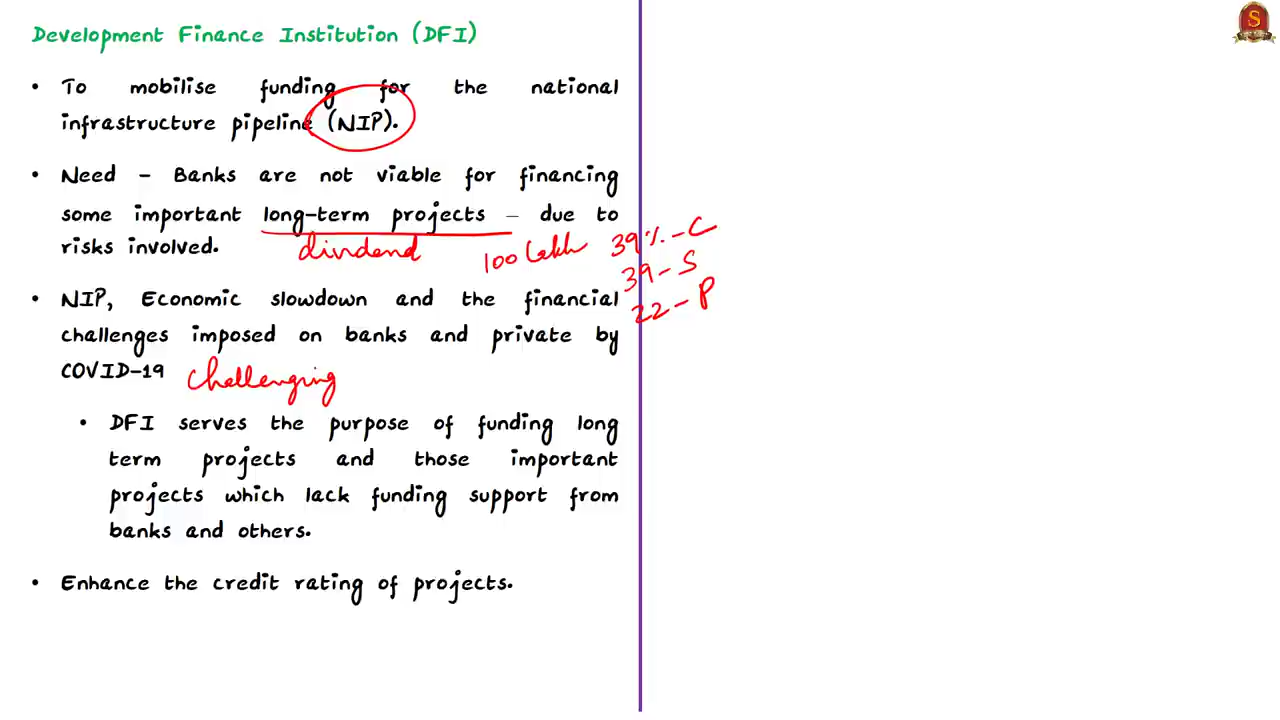 Development Finance Institution (DFI)
• To mobilise funding for the national
infrastructure pipeline (NIP).
• Need - Banks are not viable for financing
some important long-term projects - due to
risks involved.
dividend
100 lakh
39% - C
39 - S
22 - P
• NIP, Economic slowdown and the financial
challenges imposed on banks and private by
COVID-19
challenging
• DFI serves the purpose of funding long
term projects and those important
projects which lack funding support from
banks and others.
• Enhance the credit rating of projects.
S